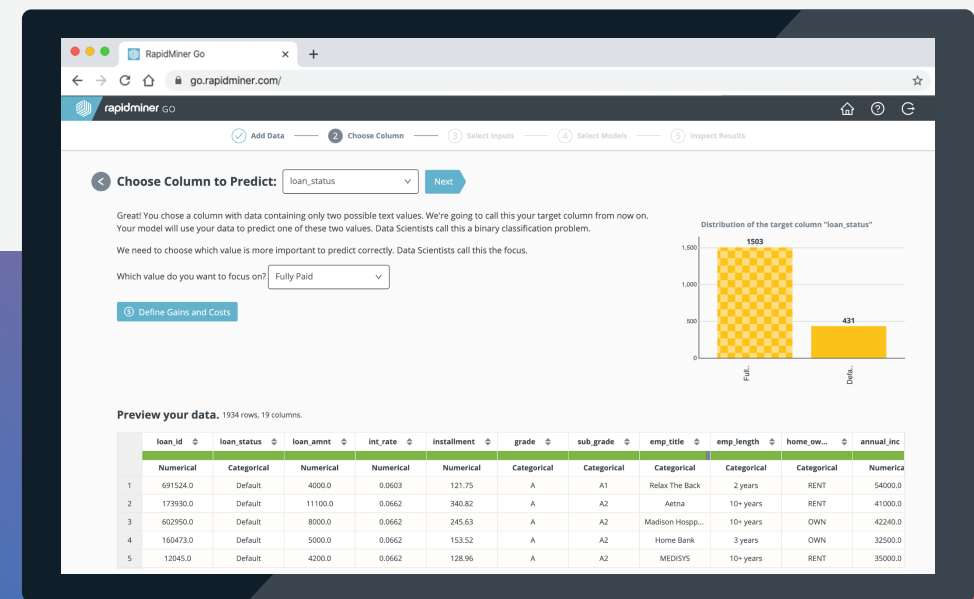 RapidMiner Go
go.rapidminer.com/
rapidminer GO
Add Data 2 Choose Column 3 Select Inputs 4 Select Models 5 Inspect Results
Choose Column to Predict: loan_status Next
Great! You chose a column with data containing only two possible text values. We're going to call this your target column from now on.
Your model will use your data to predict one of these two values. Data Scientists call this a binary classification problem.
We need to choose which value is more important to predict correctly. Data Scientists call this the focus.
Which value do you want to focus on? Fully Paid
$ Define Gains and Costs
Distribution of the target column "loan_status"
1503
1,500
1,000
500
431
0
Full..
Defa..
Preview your data. 1934 rows, 19 columns.
loan_id loan_status loan_amnt int_rate installment grade sub_grade emp_title emp_length home_ow... annual_inc
Numerical Categorical Numerical Numerical Numerical Categorical Categorical Categorical Categorical Categorical Numerica
1 691524.0 Default 4000.0 0.0603 121.75 A A1 Relax The Back 2 years RENT 54000.0
2 173930.0 Default 11100.0 0.0662 340.82 A A2 Aetna 10+ years RENT 41000.0
3 602950.0 Default 8000.0 0.0662 245.63 A A2 Madison Hospp... 10+ years OWN 42240.0
4 160473.0 Default 5000.0 0.0662 153.52 A A2 Home Bank 3 years OWN 32500.0
5 12045.0 Default 4200.0 0.0662 128.96 A A2 MEDISYS 10+ years RENT 35000.0